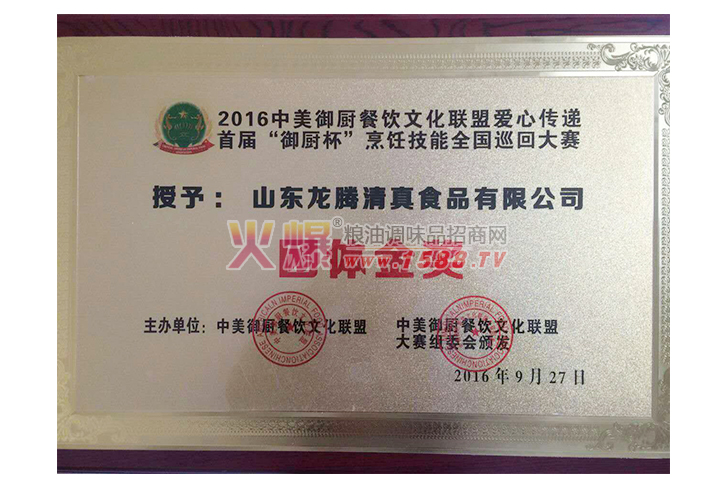 2016中美御厨餐饮文化联盟爱心传递
首届“御厨杯”烹饪技能全国巡回大赛
授予：山东龙腾清真食品有限公司
团体金奖
火爆 粮油调味品招商网
www.1588.TV
主办单位：中美御厨餐饮文化联盟
中美御厨餐饮文化联盟
大赛组委会颁发
2016年9月27日